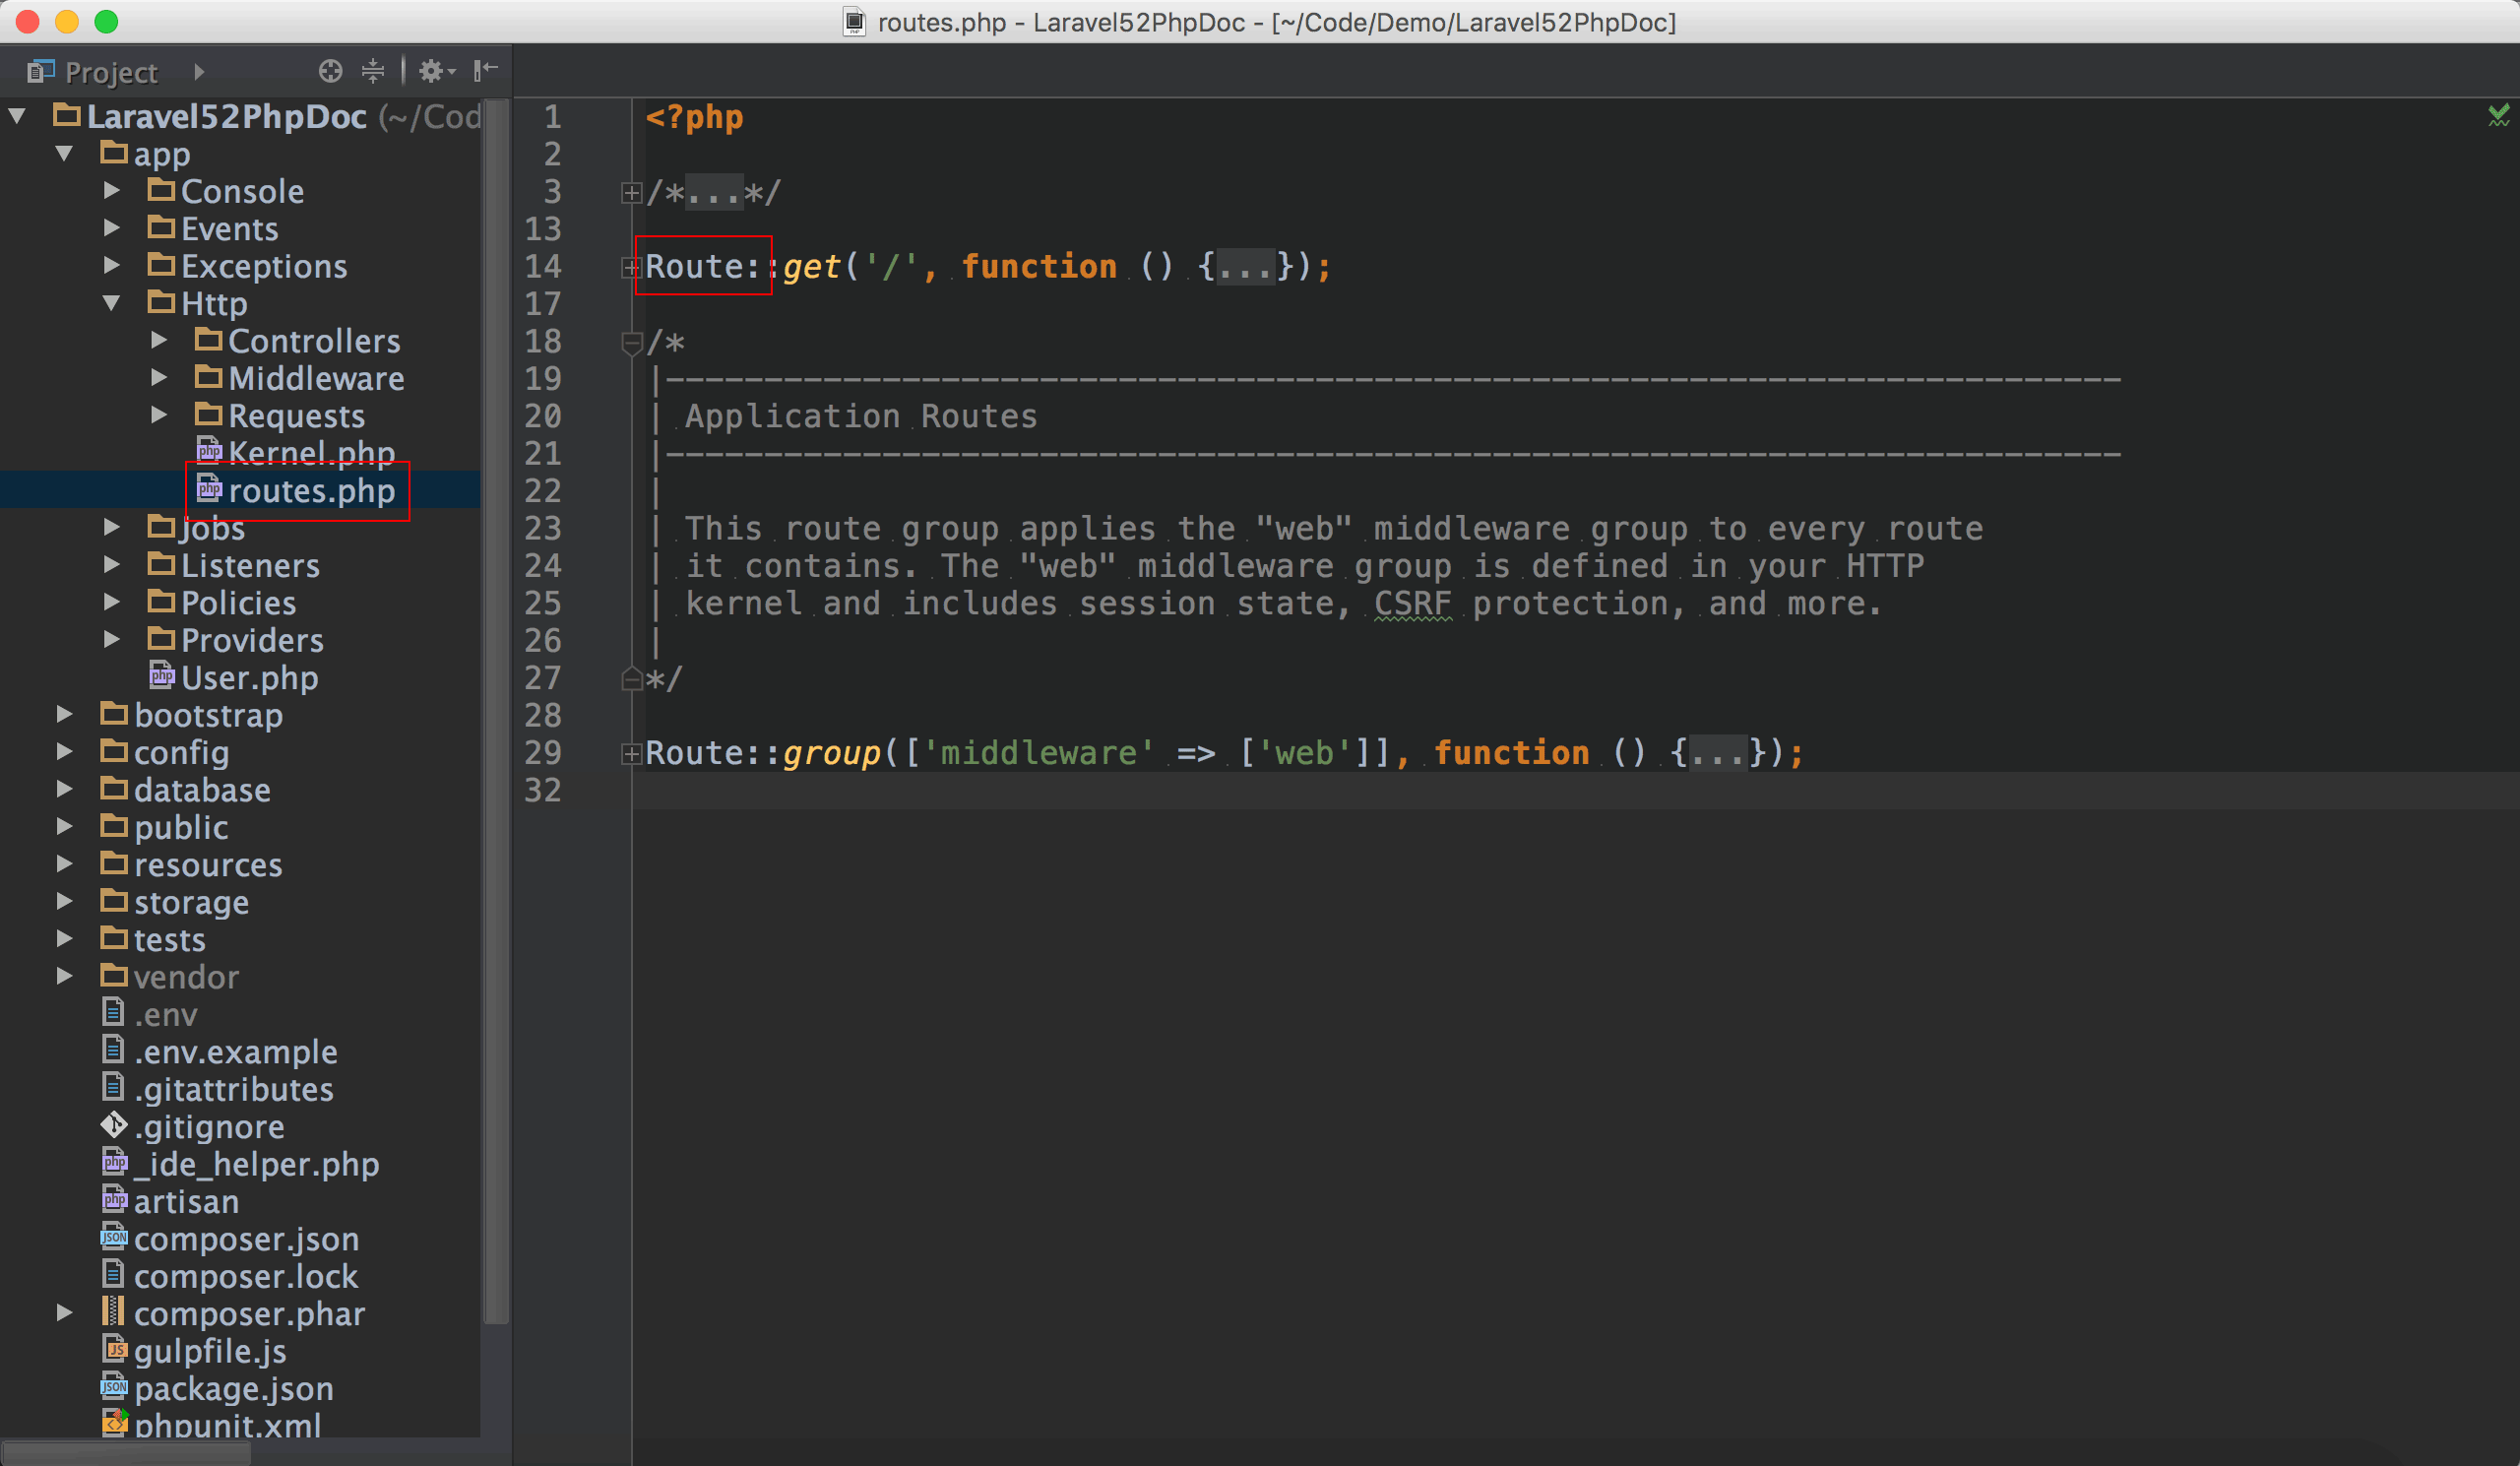 routes.php - Laravel52PhpDoc - [~/Code/Demo/Laravel52PhpDoc]
Project
Laravel52PhpDoc (~/Cod
app
Console
Events
Exceptions
Http
Controllers
Middleware
Requests
Kernel.php
routes.php
Jobs
Listeners
Policies
Providers
User.php
bootstrap
config
database
public
resources
storage
tests
vendor
.env
.env.example
.gitattributes
.gitignore
_ide_helper.php
artisan
composer.json
composer.lock
composer.phar
gulpfile.js
package.json
phpunit.xml
1 <?php
2
3 /*...*/
13
14 Route::get('/', function () {...});
17
18 /*
19 |--------------------------------------------------------------------------
20 | Application Routes
21 |--------------------------------------------------------------------------
22 |
23 | This route group applies the "web" middleware group to every route
24 | it contains. The "web" middleware group is defined in your HTTP
25 | kernel and includes session state, CSRF protection, and more.
26 |
27 */
28
29 Route::group(['middleware' => ['web']], function () {...});
32